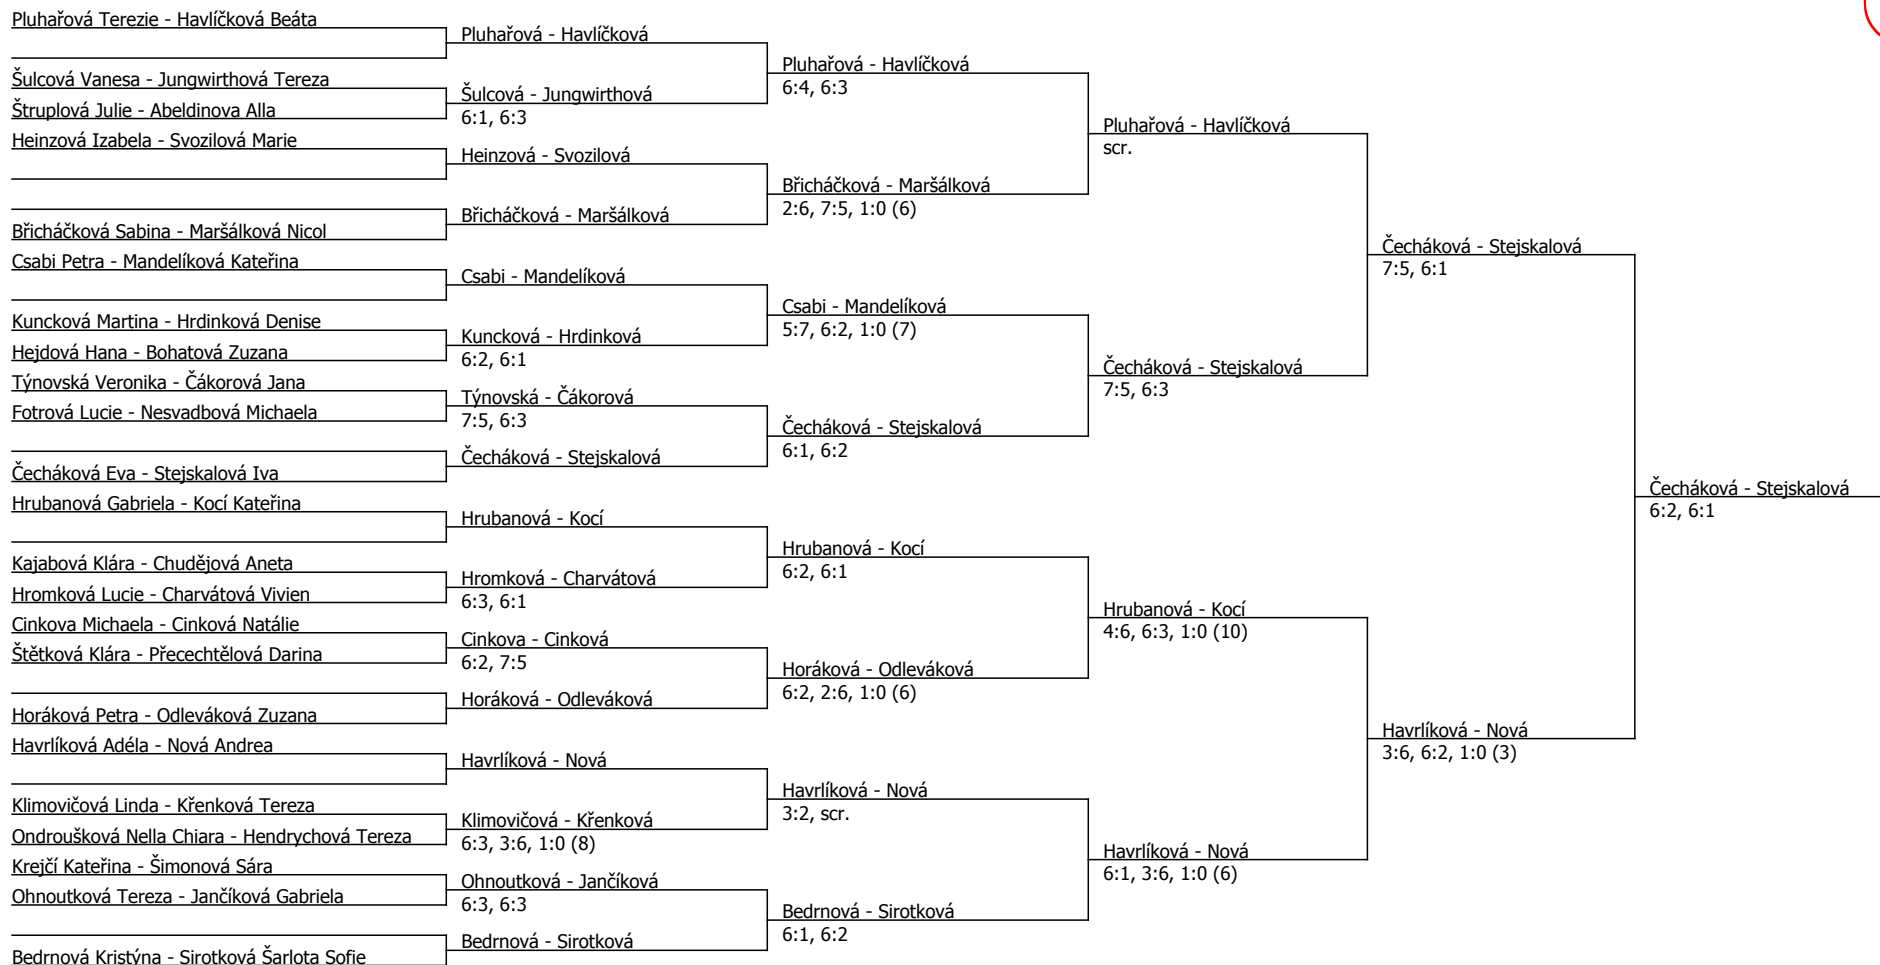 Pluhařová Terezie - Havlíčková Beáta
Šulcová Vanesa - Jungwirthová Tereza
Štruplová Julie - Abeldinova Alla
Heinzová Izabela - Svozilová Marie
Břicháčková Sabina - Maršálková Nicol
Csabi Petra - Mandelíková Kateřina
Kuncková Martina - Hrdinková Denise
Hejdová Hana - Bohatová Zuzana
Týnovská Veronika - Čákorová Jana
Fotrová Lucie - Nesvadbová Michaela
Čecháková Eva - Stejskalová Iva
Hrubanová Gabriela - Kocí Kateřina
Kajabová Klára - Chudějová Aneta
Hromková Lucie - Charvátová Vivien
Cinkova Michaela - Cinková Natálie
Štětková Klára - Přecechtělová Darina
Horáková Petra - Odleváková Zuzana
Havrlíková Adéla - Nová Andrea
Klimovičová Linda - Křenková Tereza
Ondroušková Nella Chiara - Hendrychová Tereza
Krejčí Kateřina - Šimonová Sára
Ohnoutková Tereza - Jančíková Gabriela
Bedrnová Kristýna - Sirotková Šarlota Sofie
Pluhařová - Havlíčková
Šulcová - Jungwirthová
6:1, 6:3
Heinzová - Svozilová
Břicháčková - Maršálková
Csabi - Mandelíková
Kuncková - Hrdinková
6:2, 6:1
Týnovská - Čákorová
7:5, 6:3
Čecháková - Stejskalová
Hrubanová - Kocí
Hromková - Charvátová
6:3, 6:1
Cinkova - Cinková
6:2, 7:5
Horáková - Odleváková
Havrlíková - Nová
Klimovičová - Křenková
6:3, 3:6, 1:0 (8)
Ohnoutková - Jančíková
6:3, 6:3
Bedrnová - Sirotková
Pluhařová - Havlíčková
6:4, 6:3
Břicháčková - Maršálková
2:6, 7:5, 1:0 (6)
Csabi - Mandelíková
5:7, 6:2, 1:0 (7)
Čecháková - Stejskalová
6:1, 6:2
Hrubanová - Kocí
6:2, 6:1
Horáková - Odleváková
6:2, 2:6, 1:0 (6)
Havrlíková - Nová
3:2, scr.
Bedrnová - Sirotková
6:1, 6:2
Pluhařová - Havlíčková
scr.
Čecháková - Stejskalová
7:5, 6:3
Hrubanová - Kocí
4:6, 6:3, 1:0 (10)
Havrlíková - Nová
6:1, 3:6, 1:0 (6)
Čecháková - Stejskalová
7:5, 6:1
Havrlíková - Nová
3:6, 6:2, 1:0 (3)
Čecháková - Stejskalová
6:2, 6:1